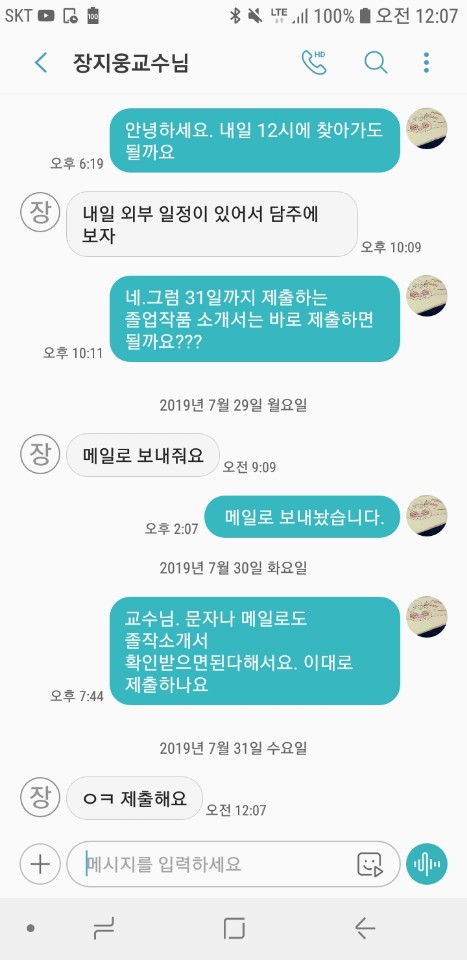 SKT
100
LTE
100%
오전 12:07
장지웅교수님
HD
안녕하세요. 내일 12시에 찾아가도
될까요
오후 6:19
장
내일 외부 일정이 있어서 담주에
보자
오후 10:09
네.그럼 31일까지 제출하는
졸업작품 소개서는 바로 제출하면
될까요???
오후 10:11
2019년 7월 29일 월요일
장
메일로 보내줘요
오전 9:09
메일로 보내놨습니다.
오후 2:07
2019년 7월 30일 화요일
교수님. 문자나 메일로도
졸작소개서
확인받으면된다해서요. 이대로
제출하나요
오후 7:44
2019년 7월 31일 수요일
장
ㅇㅋ 제출해요
오전 12:07
메시지를 입력하세요